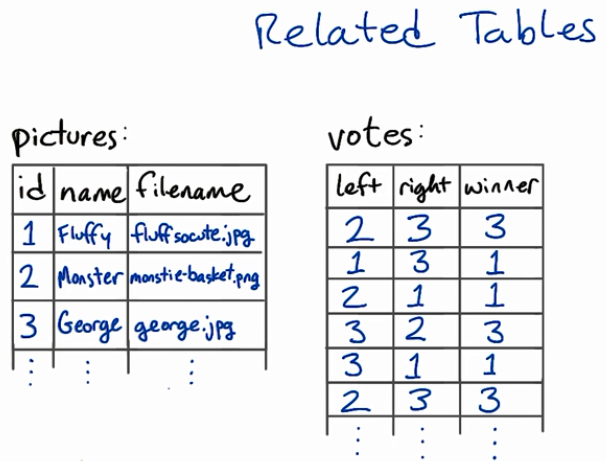 Related Tables
pictures:
id name filename
1 Fluffy fluffsocute.jpg
2 Monster monstie-basket.png
3 George george.jpg
votes:
left right winner
2 3 3
1 3 1
2 1 1
3 2 3
3 1 1
2 3 3